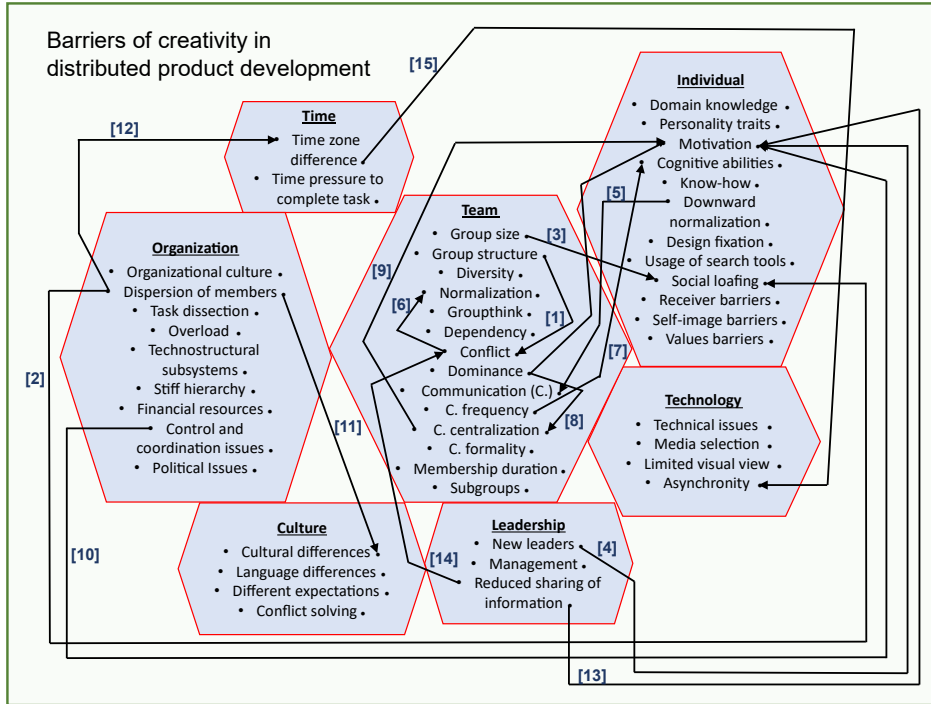 Barriers of creativity in
distributed product development
[15]
[12]
Time
• Time zone
difference •
• Time pressure to
complete task •
Individual
• Domain knowledge •
• Personality traits •
• Motivation •
• Cognitive abilities •
• Know-how •
• Downward
normalization •
• Design fixation •
• Usage of search tools •
• Social loafing •
• Receiver barriers •
• Self-image barriers •
• Values barriers •
[5]
Organization
• Organizational culture •
• Dispersion of members •
• Task dissection •
• Overload •
• Technostructural
subsystems •
• Stiff hierarchy •
• Financial resources •
• Control and
coordination issues •
• Political Issues •
[2]
[9]
Team
• Group size •
• Group structure •
• Diversity •
• Normalization •
• Groupthink •
• Dependency •
• Conflict •
• Dominance •
• Communication (C.) •
• C. frequency •
• C. centralization •
• C. formality •
• Membership duration •
• Subgroups •
[3]
[6]
[1]
[7]
[8]
[11]
Technology
• Technical issues •
• Media selection •
• Limited visual view •
• Asynchronity •
[10]
Culture
• Cultural differences •
• Language differences •
• Different expectations •
• Conflict solving •
[14]
Leadership
• New leaders •
• Management •
• Reduced sharing of
information •
[4]
[13]